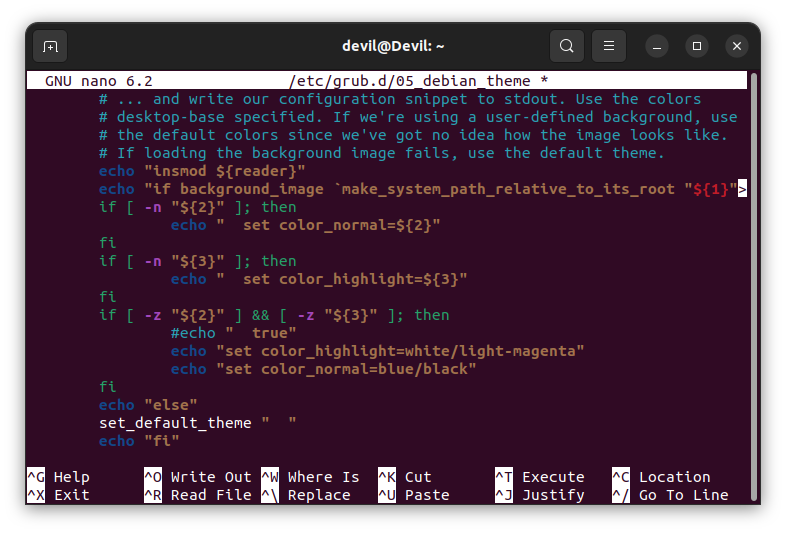 devil@Devil: ~
GNU nano 6.2 /etc/grub.d/05_debian_theme *
# ... and write our configuration snippet to stdout. Use the colors
# desktop-base specified. If we're using a user-defined background, use
# the default colors since we've got no idea how the image looks like.
# If loading the background image fails, use the default theme.
echo "insmod ${reader}"
echo "if background_image `make_system_path_relative_to_its_root "${1}">
if [ -n "${2}" ]; then
echo "  set color_normal=${2}"
fi
if [ -n "${3}" ]; then
echo "  set color_highlight=${3}"
fi
if [ -z "${2}" ] && [ -z "${3}" ]; then
#echo "  true"
echo "set color_highlight=white/light-magenta"
echo "set color_normal=blue/black"
fi
echo "else"
set_default_theme "  "
echo "fi"
^G Help ^O Write Out ^W Where Is ^K Cut ^T Execute ^C Location
^X Exit ^R Read File ^\ Replace ^U Paste ^J Justify ^/ Go To Line